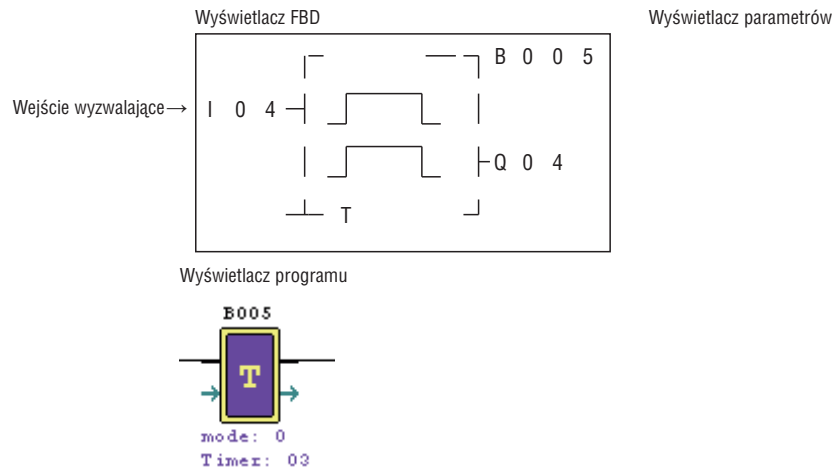 Wyświetlacz FBD
Wyświetlacz parametrów
B 0 0 5
Wejście wyzwalające→ I 0 4
Q 0 4
T
Wyświetlacz programu
B005
T
mode: 0
Timer: 03